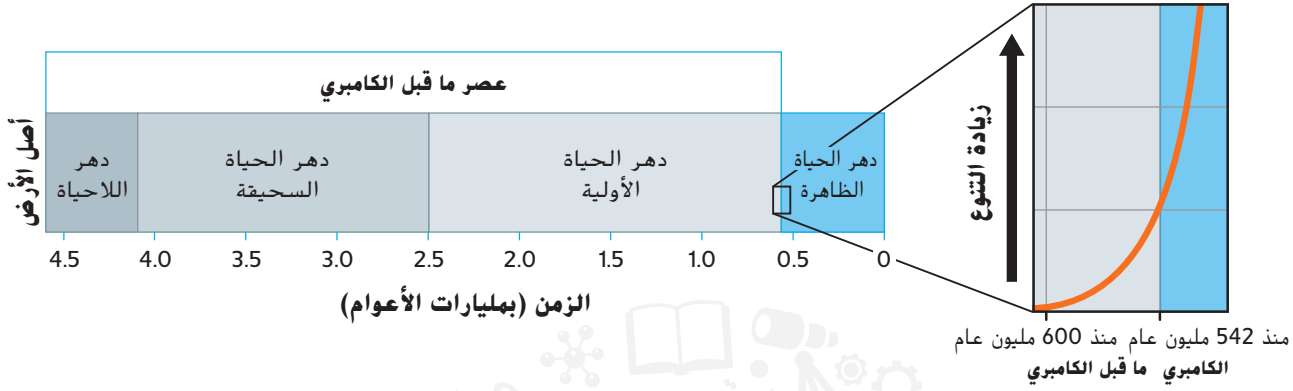 عصر ما قبل الكامبري
أصل الأرض
دهر
اللاحياة
دهر الحياة
السحيقة
دهر الحياة
الأولية
دهر الحياة
الظاهرة
4.5 4.0 3.5 3.0 2.5 2.0 1.5 1.0 0.5 0
الزمن (بمليارات الأعوام)
زيادة التنوع
منذ 542 مليون عام
منذ 600 مليون عام
الكامبري
ما قبل الكامبري